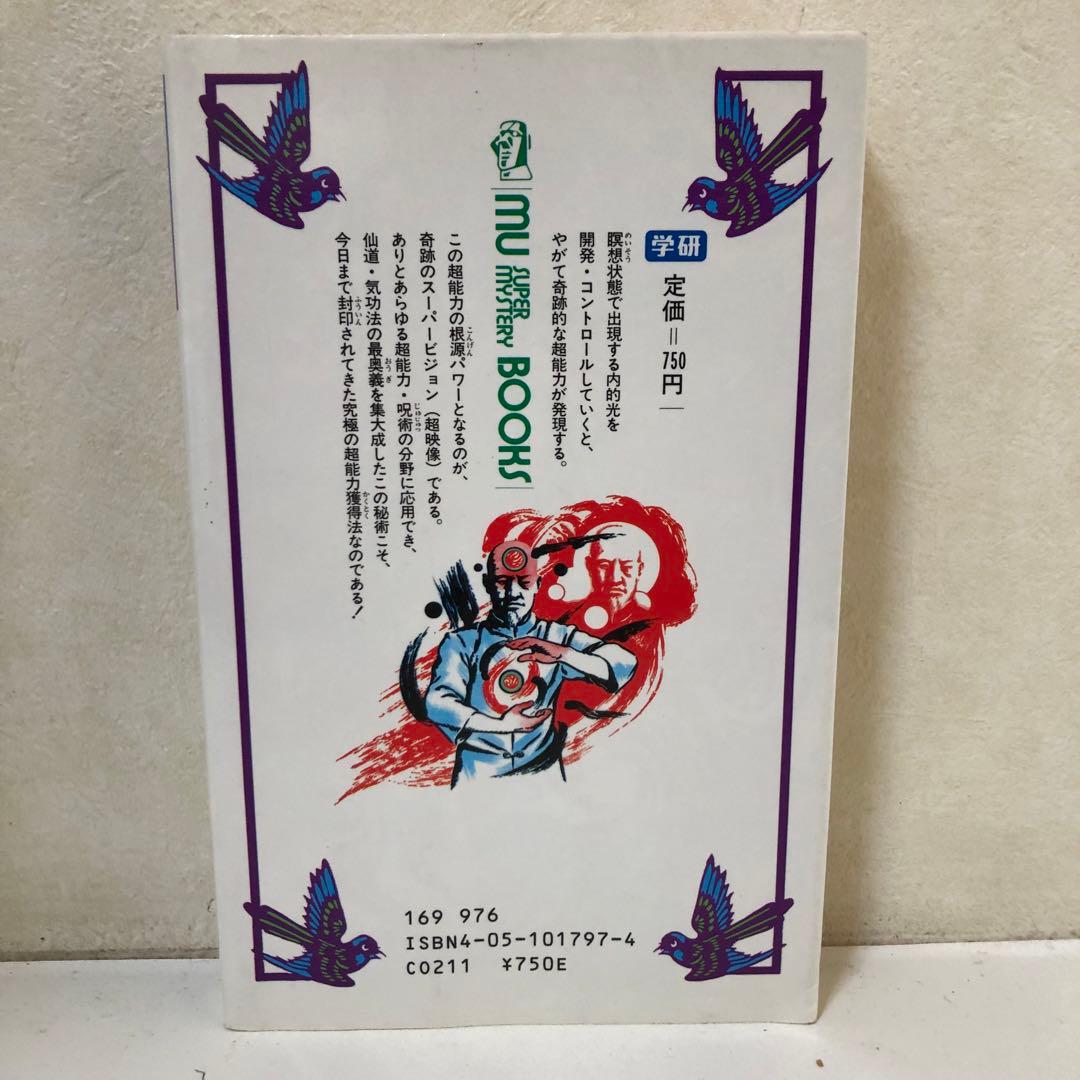 学研
定価＝750円
瞑想状態で出現する内的光を
開発・コントロールしていくと、
やがて奇跡的な超能力が発現する。
MU SUPER MYSTERY BOOKS
この超能力の根源パワーとなるのが、
奇跡のスーパービジョン（超映像）である。
ありとあらゆる超能力・呪術の分野に応用でき、
仙道・気功法の最奥義を集大成したこの秘術こそ、
今日まで封印されてきた究極の超能力獲得法なのである！
169 976
ISBN4-05-101797-4
C0211 ¥750E